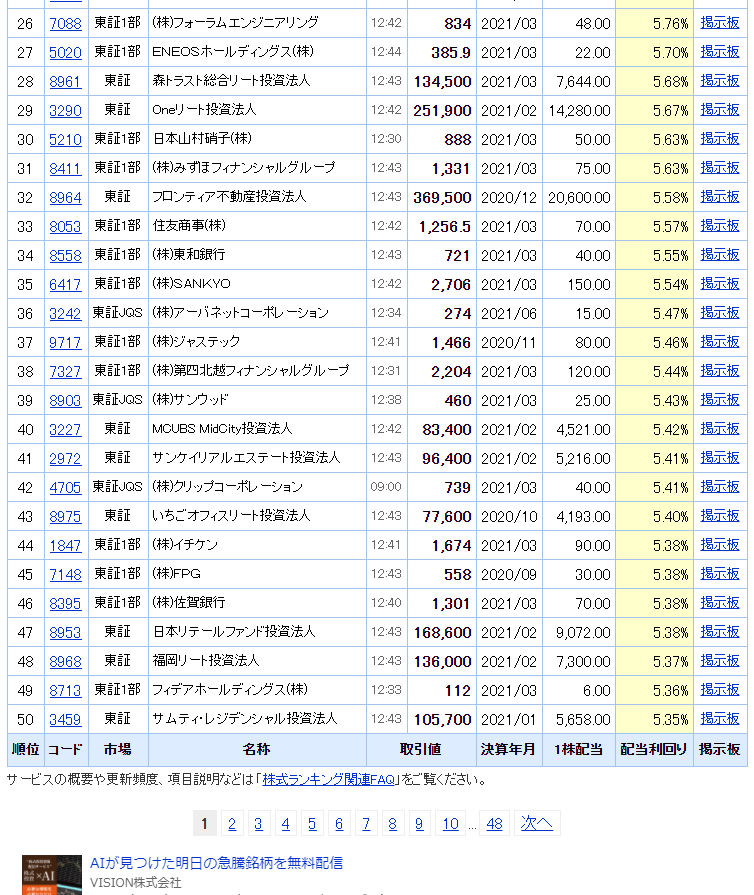 26 7088 東証1部 (株)フォーラムエンジニアリング 12:42 834 2021/03 48.00 5.76% 掲示板
27 5020 東証1部 ENEOSホールディングス(株) 12:44 385.9 2021/03 22.00 5.70% 掲示板
28 8961 東証 森トラスト総合リート投資法人 12:43 134,500 2021/03 7,644.00 5.68% 掲示板
29 3290 東証 Oneリート投資法人 12:42 251,900 2021/02 14,280.00 5.67% 掲示板
30 5210 東証1部 日本山村硝子(株) 12:30 888 2021/03 50.00 5.63% 掲示板
31 8411 東証1部 (株)みずほフィナンシャルグループ 12:43 1,331 2021/03 75.00 5.63% 掲示板
32 8964 東証 フロンティア不動産投資法人 12:43 369,500 2020/12 20,600.00 5.58% 掲示板
33 8053 東証1部 住友商事(株) 12:42 1,256.5 2021/03 70.00 5.57% 掲示板
34 8558 東証1部 (株)東和銀行 12:43 721 2021/03 40.00 5.55% 掲示板
35 6417 東証1部 (株)SANKYO 12:42 2,706 2021/03 150.00 5.54% 掲示板
36 3242 東証JQS (株)アーバネットコーポレーション 12:34 274 2021/06 15.00 5.47% 掲示板
37 9717 東証1部 (株)ジャステック 12:41 1,466 2020/11 80.00 5.46% 掲示板
38 7327 東証1部 (株)第四北越フィナンシャルグループ 12:31 2,204 2021/03 120.00 5.44% 掲示板
39 8903 東証JQS (株)サンウッド 12:38 460 2021/03 25.00 5.43% 掲示板
40 3227 東証 MCUBS MidCity投資法人 12:42 83,400 2021/02 4,521.00 5.42% 掲示板
41 2972 東証 サンケイリアルエステート投資法人 12:43 96,400 2021/02 5,216.00 5.41% 掲示板
42 4705 東証JQS (株)クリップコーポレーション 09:00 739 2021/03 40.00 5.41% 掲示板
43 8975 東証 いちごオフィスリート投資法人 12:43 77,600 2020/10 4,193.00 5.40% 掲示板
44 1847 東証1部 (株)イチケン 12:41 1,674 2021/03 90.00 5.38% 掲示板
45 7148 東証1部 (株)FPG 12:43 558 2020/09 30.00 5.38% 掲示板
46 8395 東証1部 (株)佐賀銀行 12:40 1,301 2021/03 70.00 5.38% 掲示板
47 8953 東証 日本リテールファンド投資法人 12:43 168,600 2021/02 9,072.00 5.38% 掲示板
48 8968 東証 福岡リート投資法人 12:43 136,000 2021/02 7,300.00 5.37% 掲示板
49 8713 東証1部 フィデアホールディングス(株) 12:33 112 2021/03 6.00 5.36% 掲示板
50 3459 東証 サムティ・レジデンシャル投資法人 12:43 105,700 2021/01 5,658.00 5.35% 掲示板
順位 コード 市場 名称 取引値 決算年月 1株配当 配当利回り 掲示板
サービスの概要や更新頻度、項目説明などは「株式ランキング関連FAQ」をご覧ください。
1 2 3 4 5 6 7 8 9 10 ... 48 次へ
AIが見つけた明日の急騰銘柄を無料配信
VISION株式会社
株式 ×AI